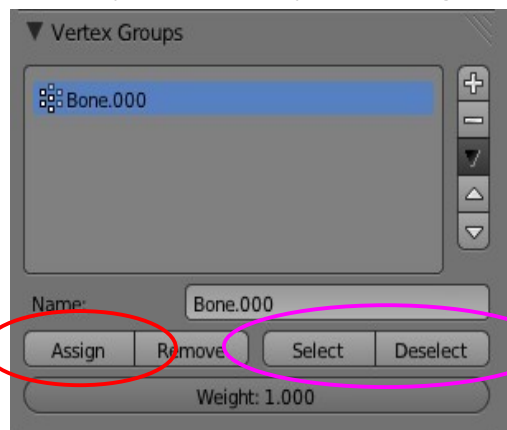 Vertex Groups
Bone.000
Name: Bone.000
Assign Remove Select Deselect
Weight: 1.000